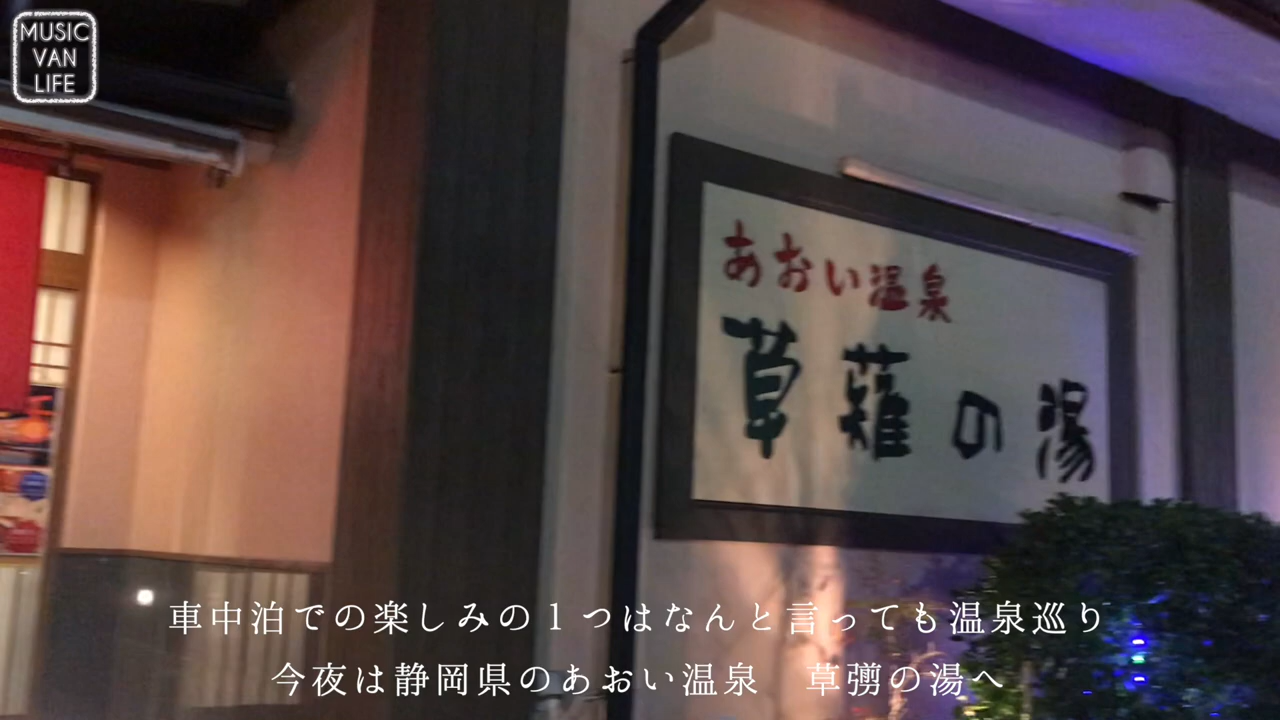 MUSIC
VAN
LIFE
あおい温泉
草薙の湯
車中泊での楽しみの1つはなんと言っても温泉巡り
今夜は静岡県のあおい温泉　草彅の湯へ